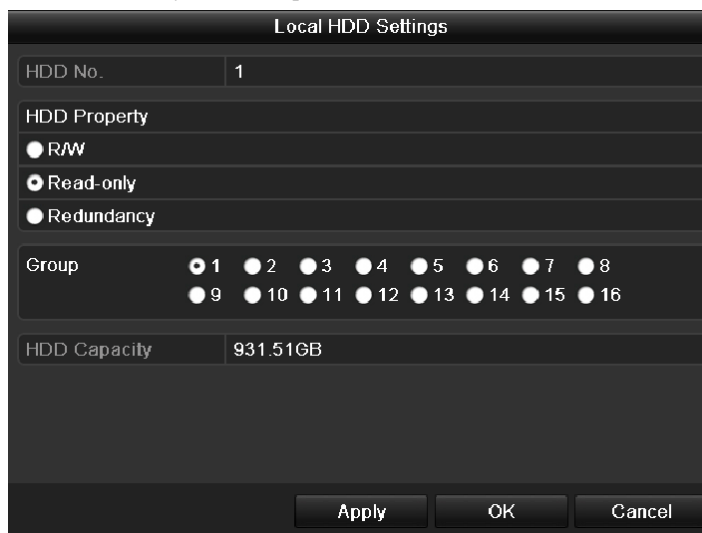 Local HDD Settings
HDD No. 1
HDD Property
R/W
Read-only
Redundancy
Group 1 2 3 4 5 6 7 8
9 10 11 12 13 14 15 16
HDD Capacity 931.51GB
Apply OK Cancel